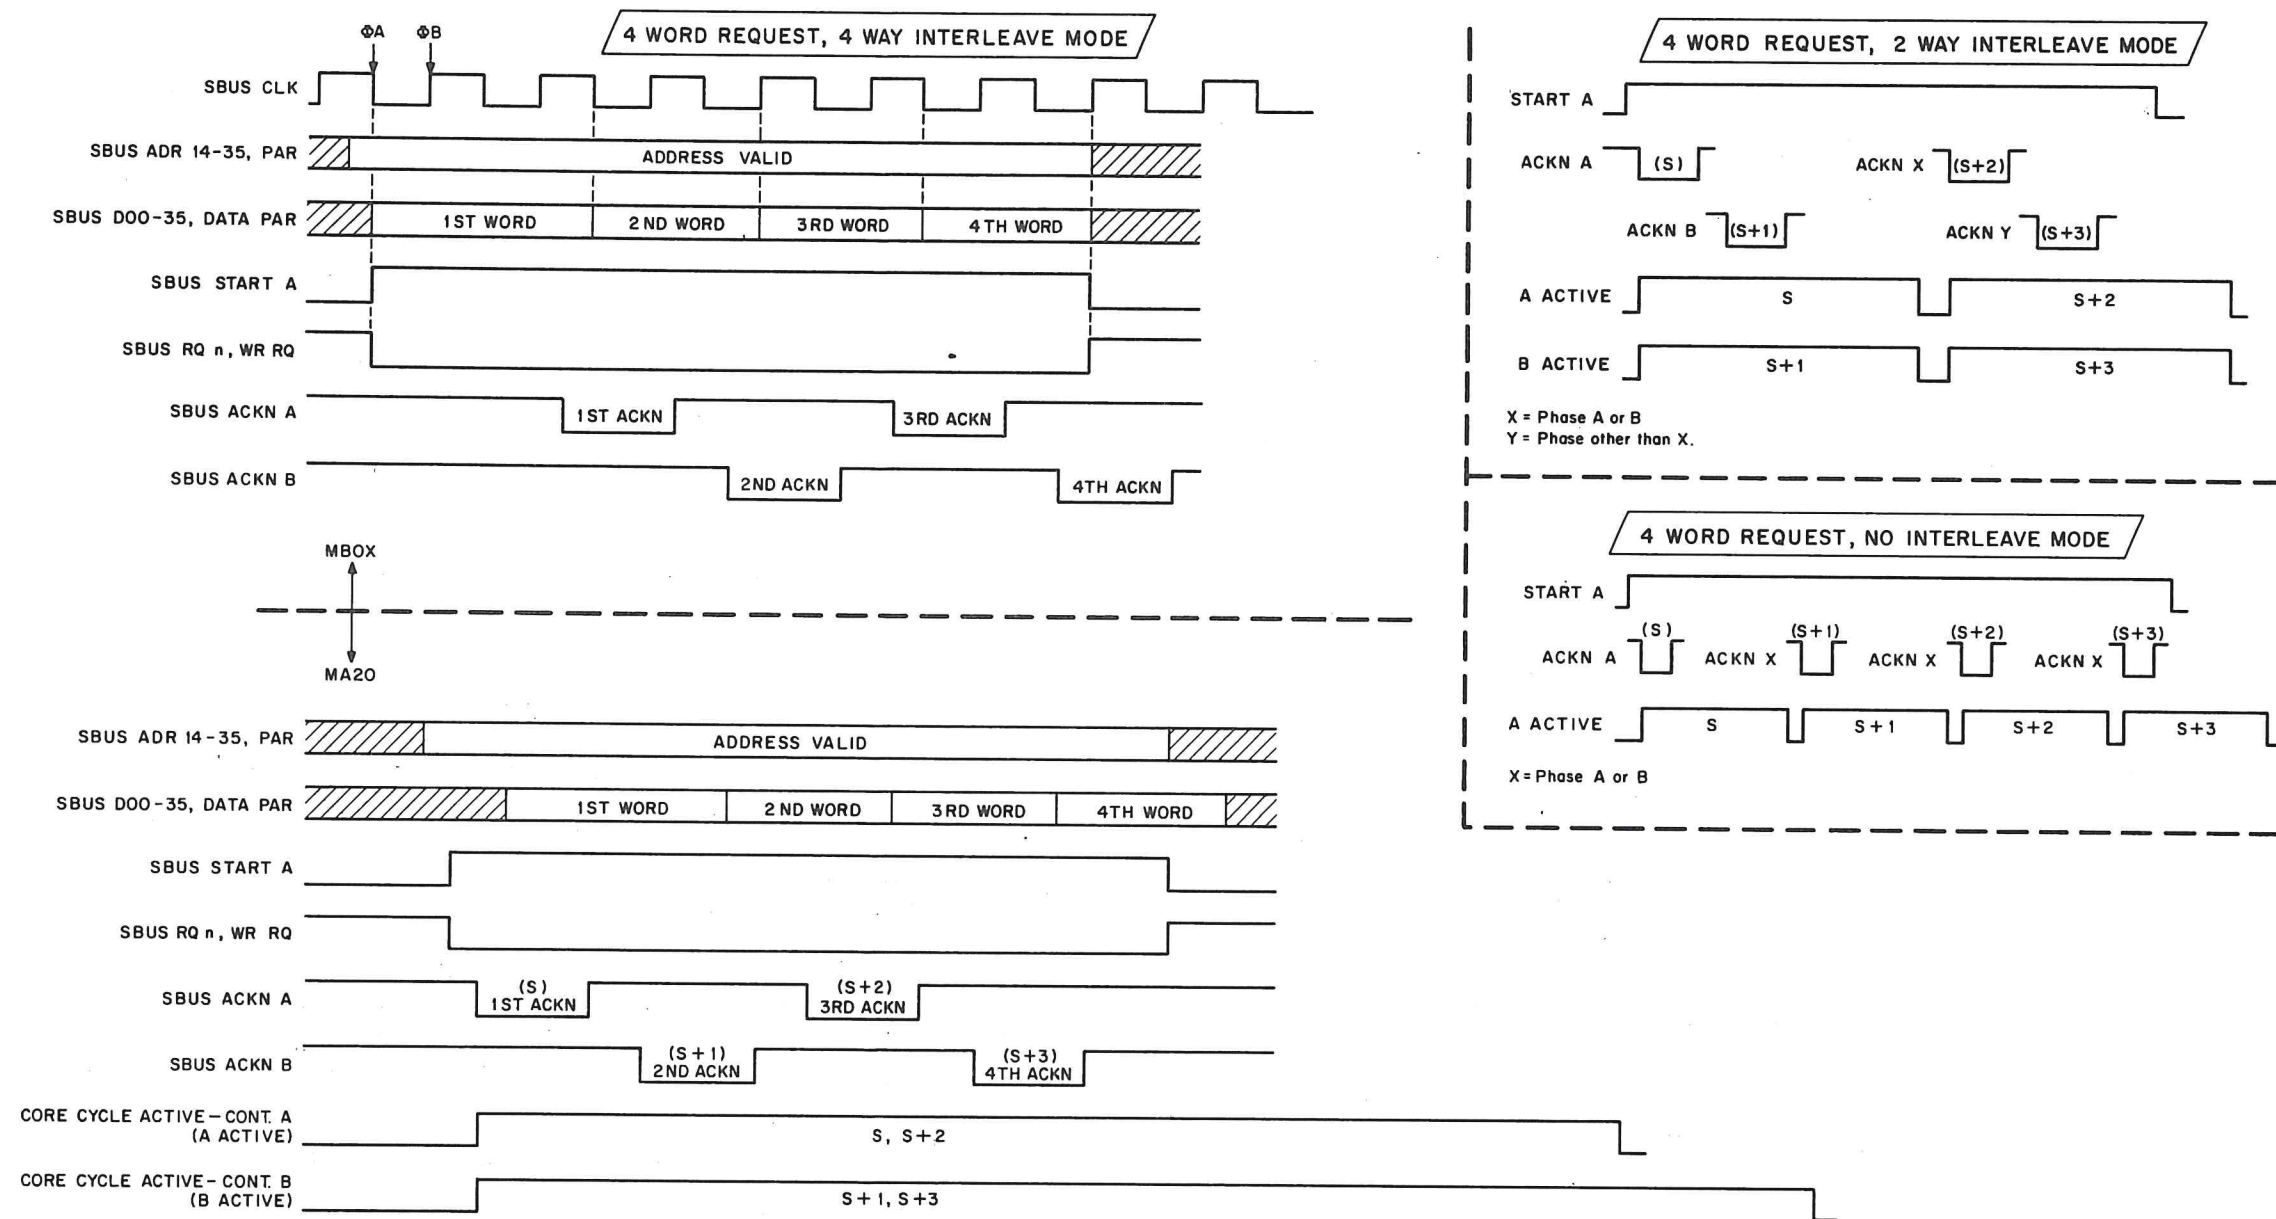 ΦA ΦB
4 WORD REQUEST, 4 WAY INTERLEAVE MODE
SBUS CLK
SBUS ADR 14-35, PAR
ADDRESS VALID
SBUS D00-35, DATA PAR
1ST WORD
2ND WORD
3RD WORD
4TH WORD
SBUS START A
SBUS RQ n, WR RQ
SBUS ACKN A
1ST ACKN
3RD ACKN
SBUS ACKN B
2ND ACKN
4TH ACKN
MBOX
MA20
SBUS ADR 14-35, PAR
ADDRESS VALID
SBUS D00-35, DATA PAR
1ST WORD
2ND WORD
3RD WORD
4TH WORD
SBUS START A
SBUS RQ n, WR RQ
SBUS ACKN A
(S)
1ST ACKN
(S+2)
3RD ACKN
SBUS ACKN B
(S+1)
2ND ACKN
(S+3)
4TH ACKN
CORE CYCLE ACTIVE-CONT. A
(A ACTIVE)
S, S+2
CORE CYCLE ACTIVE-CONT. B
(B ACTIVE)
S+1, S+3
4 WORD REQUEST, 2 WAY INTERLEAVE MODE
START A
ACKN A
(S)
ACKN X
(S+2)
ACKN B
(S+1)
ACKN Y
(S+3)
A ACTIVE
S
S+2
B ACTIVE
S+1
S+3
X = Phase A or B
Y = Phase other than X.
4 WORD REQUEST, NO INTERLEAVE MODE
START A
(S)
(S+1)
(S+2)
(S+3)
ACKN A
ACKN X
ACKN X
ACKN X
A ACTIVE
S
S+1
S+2
S+3
X = Phase A or B